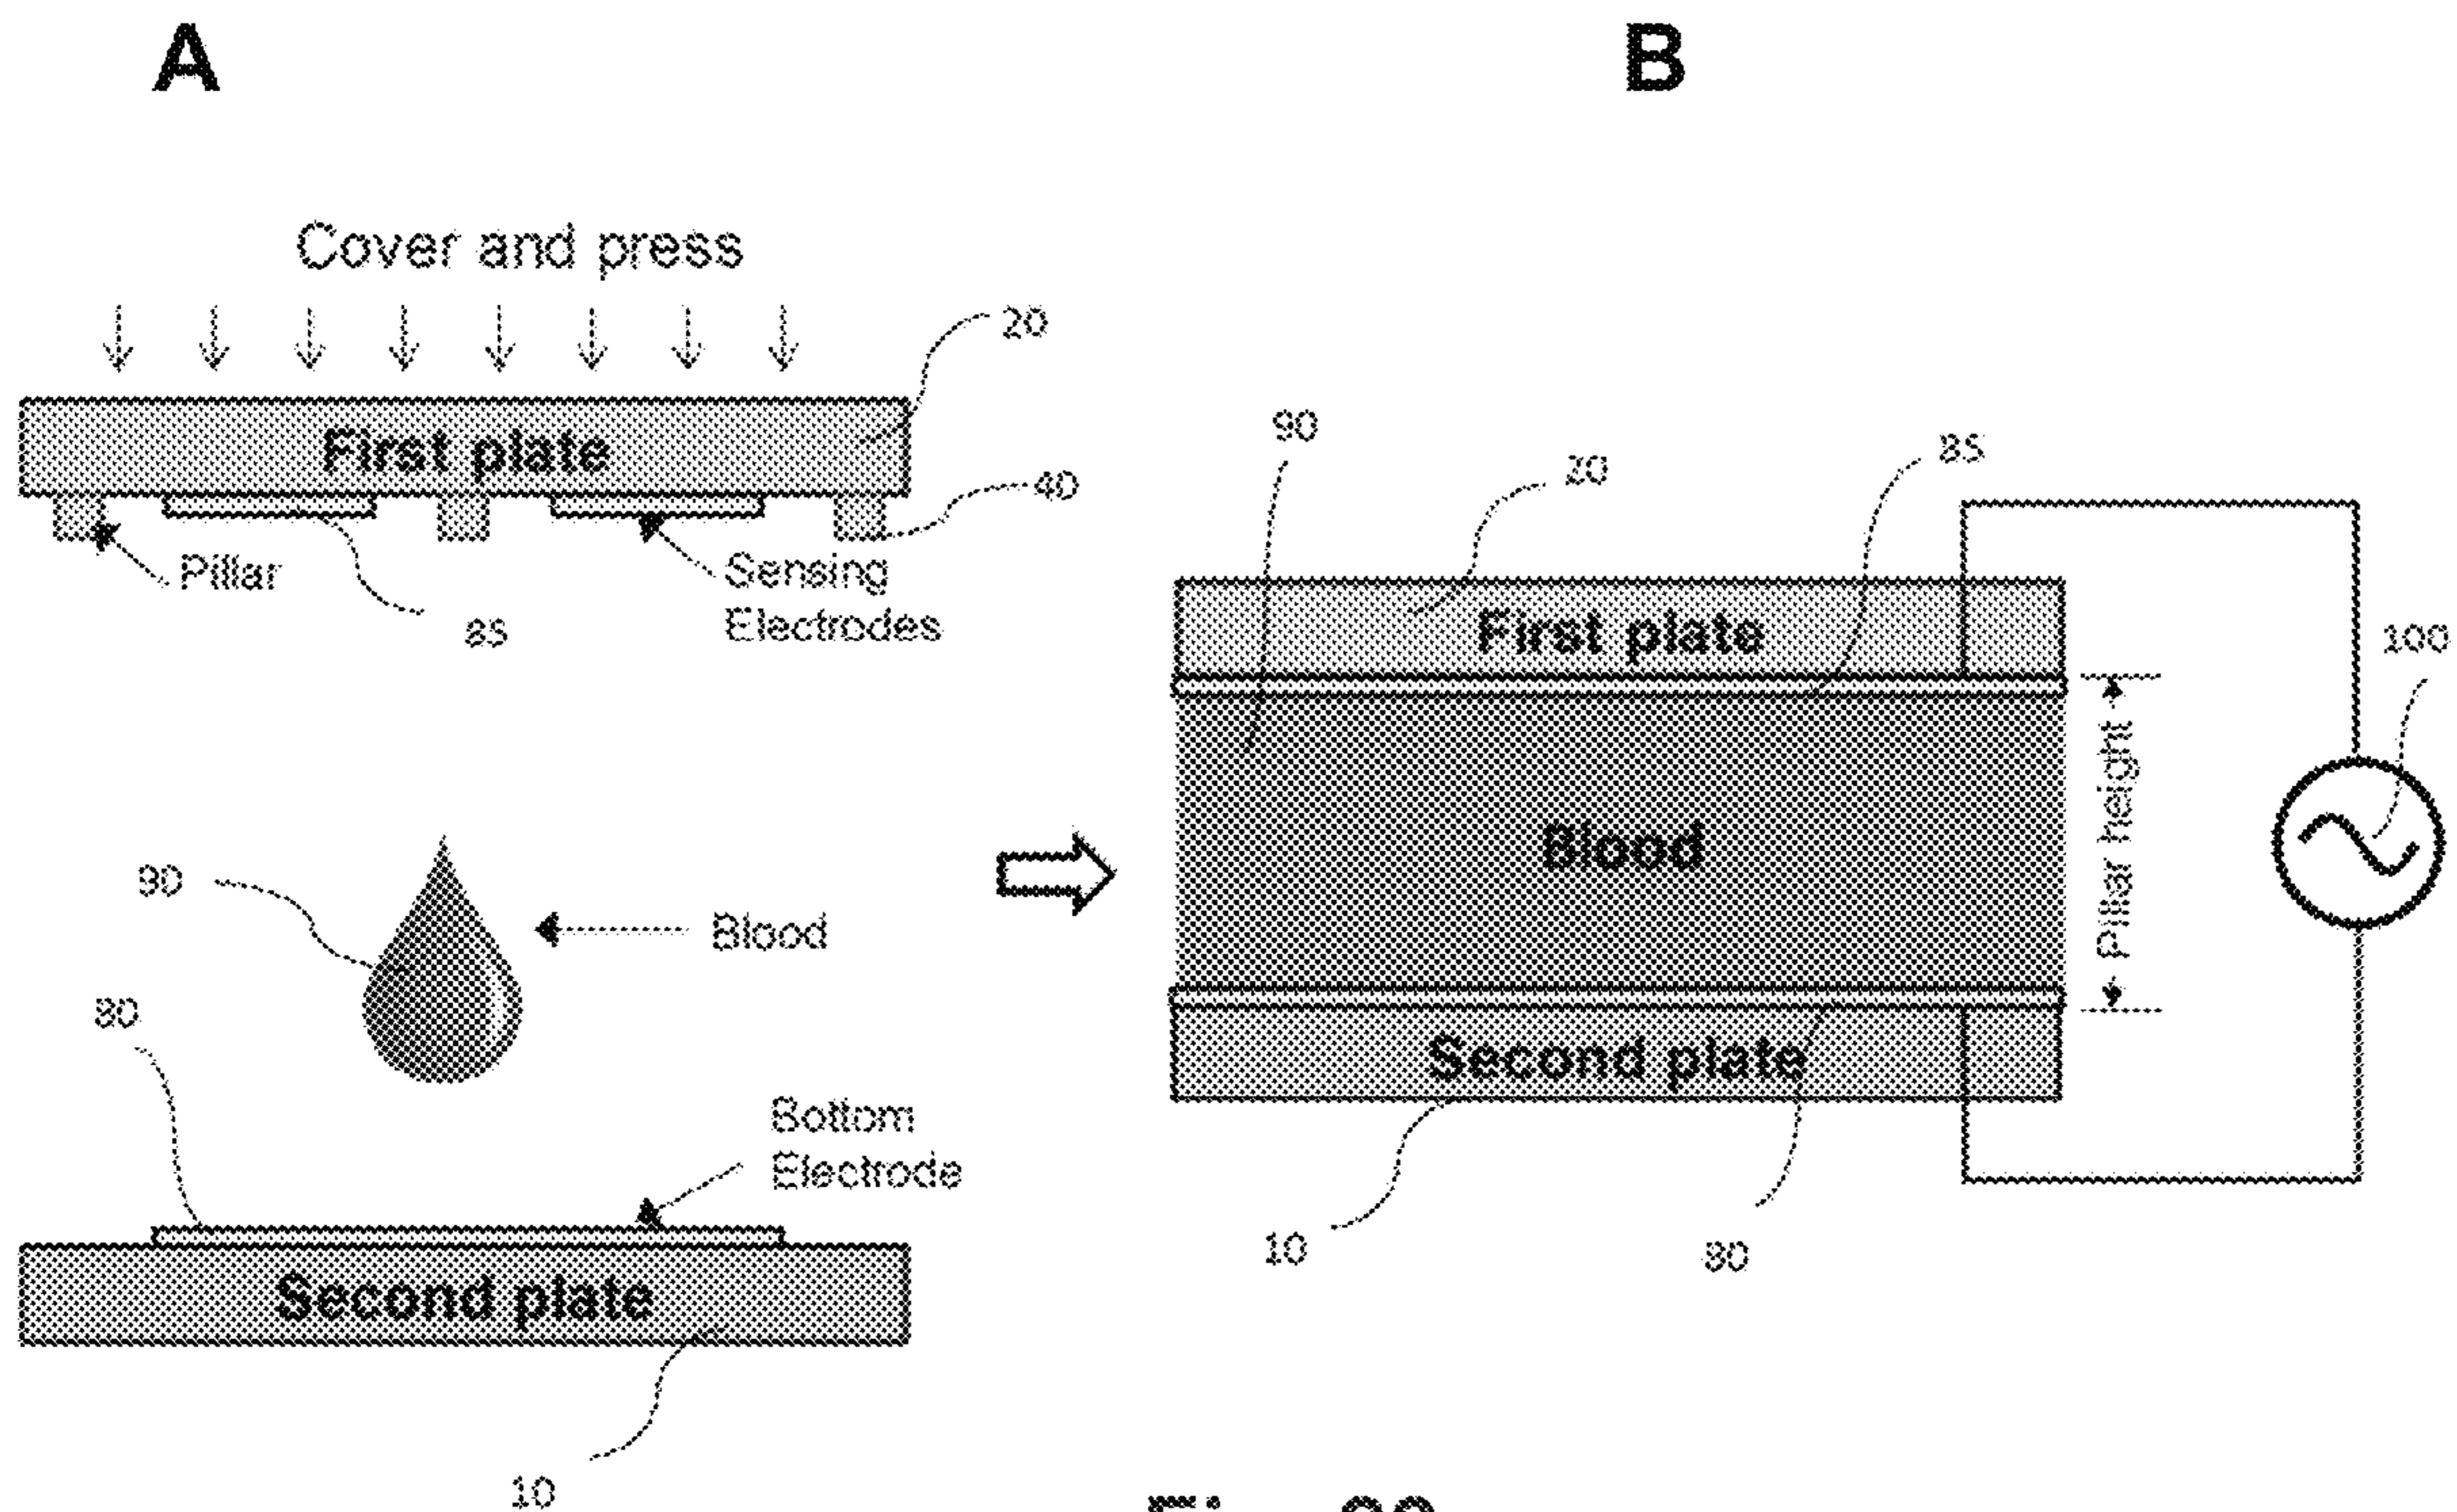 A
B
Cover and press
20
First plate
40
Pillar
85
Sensing
Electrodes
90
Blood
80
Bottom
Electrode
Second plate
10
90
20
85
100
First plate
Pillar height
Blood
Second plate
10
80